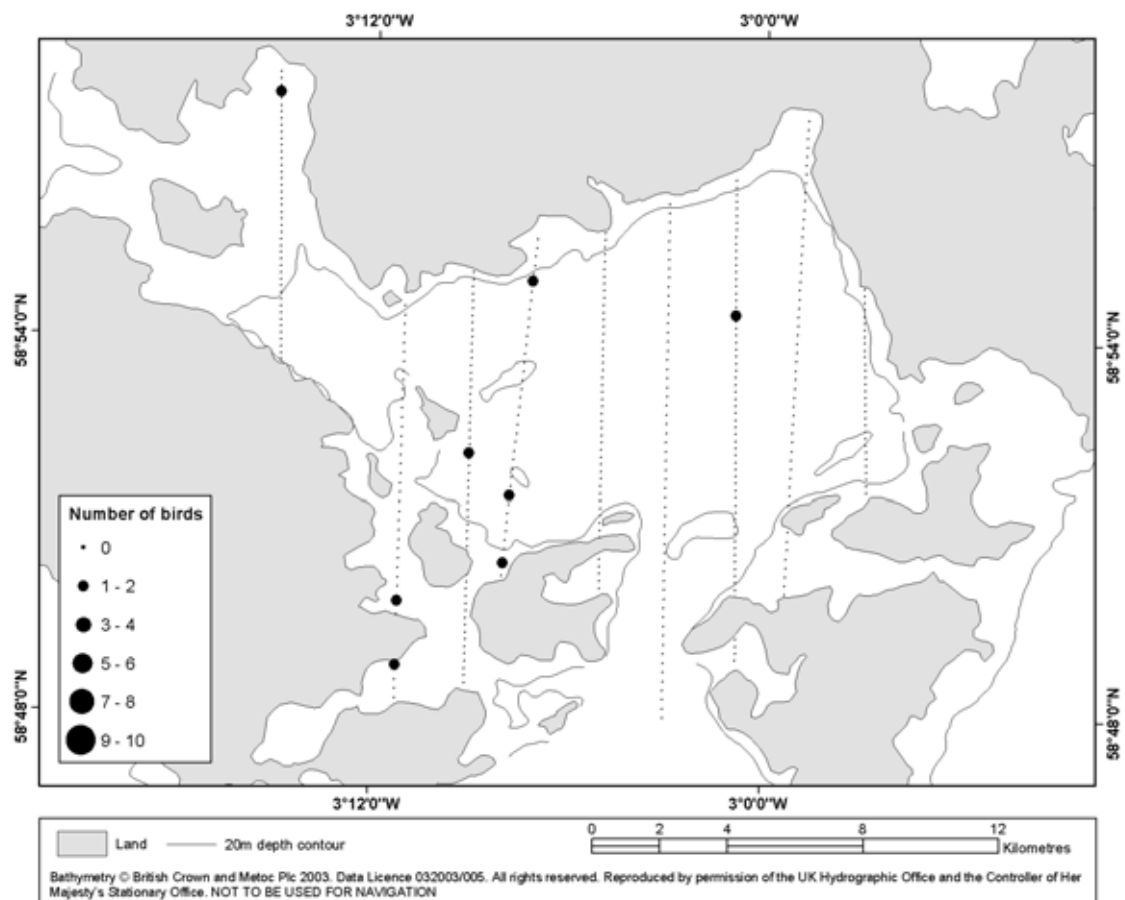 3°12'0"W 3°0'0"W
58°54'0"N 58°54'0"N
Number of birds
0
1 - 2
3 - 4
5 - 6
7 - 8
9 - 10
58°48'0"N 58°48'0"N
3°12'0"W 3°0'0"W
Land 20m depth contour
0 2 4 8 12
Kilometres
Bathymetry © British Crown and Metoc Plc 2003. Data Licence 032003/005. All rights reserved. Reproduced by permission of the UK Hydrographic Office and the Controller of Her
Majesty's Stationary Office. NOT TO BE USED FOR NAVIGATION